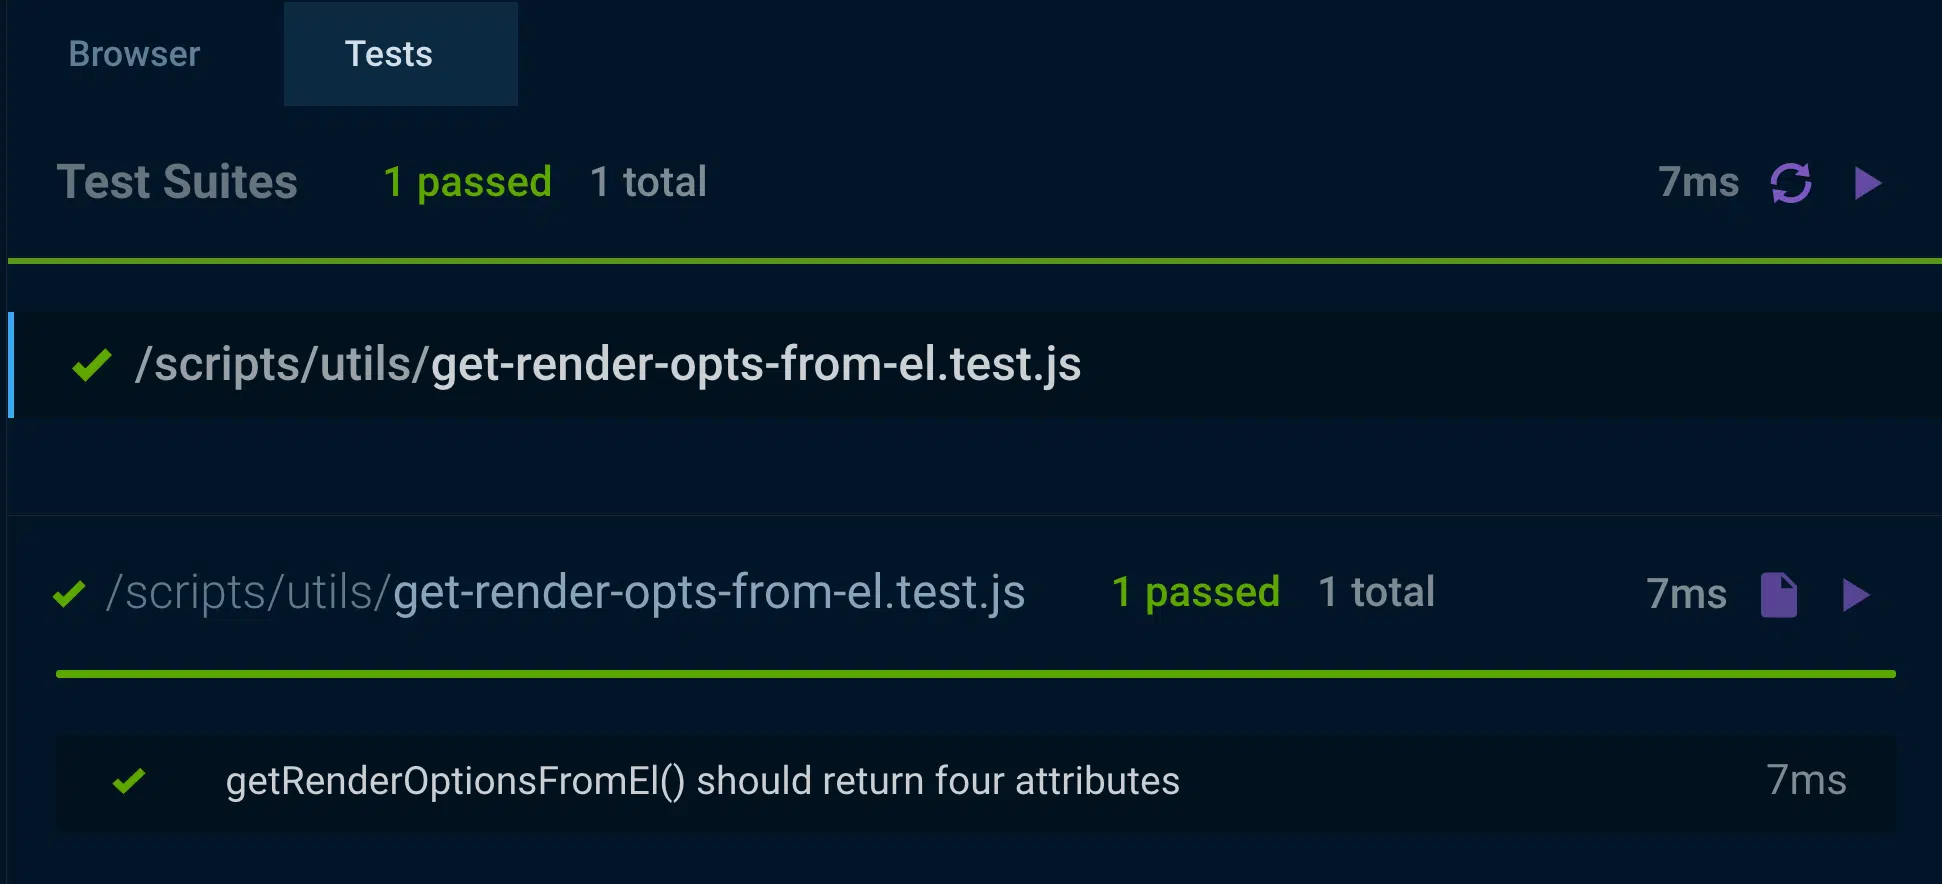 Browser Tests
Test Suites 1 passed 1 total 7ms
/scripts/utils/get-render-opts-from-el.test.js
/scripts/utils/get-render-opts-from-el.test.js 1 passed 1 total 7ms
getRenderOptionsFromEl() should return four attributes 7ms